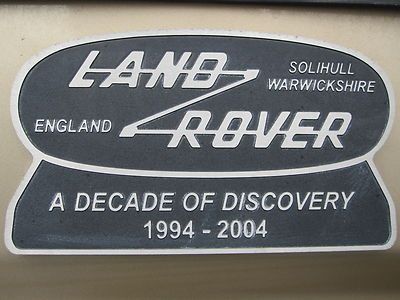 LAND
SOLIHULL
WARWICKSHIRE
ENGLAND
ROVER
A DECADE OF DISCOVERY
1994 - 2004